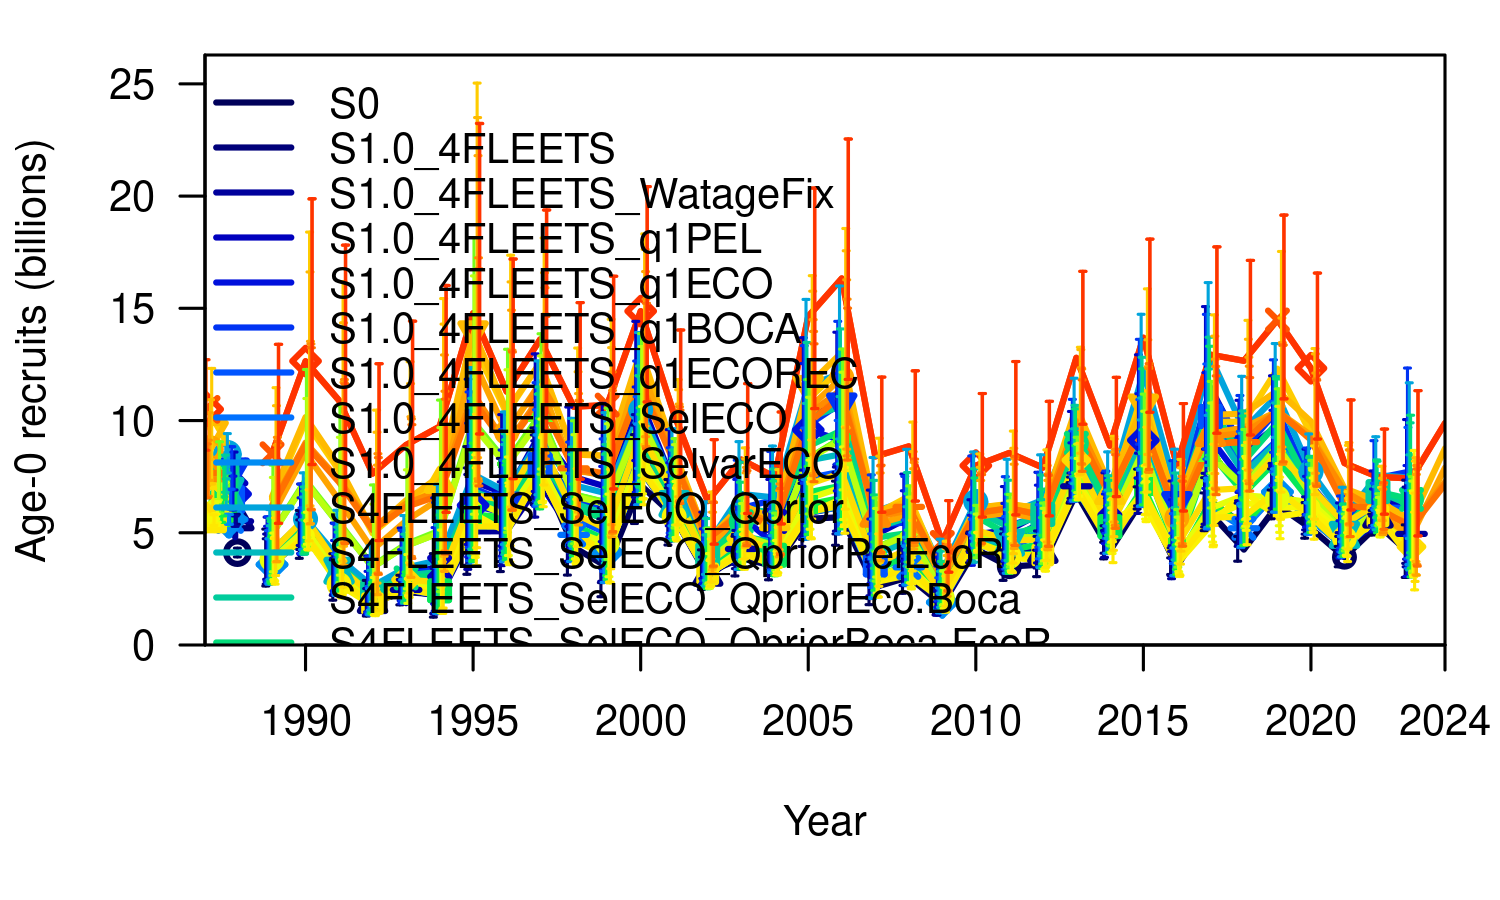 25
20
15
10
5
0
Age-0 recruits (billions)
S0
S1.0_4FLEETS
S1.0_4FLEETS_WatageFix
S1.0_4FLEETS_q1PEL
S1.0_4FLEETS_q1ECO
S1.0_4FLEETS_q1BOCA
S1.0_4FLEETS_q1ECOREC
S1.0_4FLEETS_SelECO
S1.0_4FLEETS_SelvarECO
S4FLEETS_SelECO_Qprior
S4FLEETS_SelECO_QpriorPelEcoR
S4FLEETS_SelECO_QpriorEco.Boca
S4FLEETS_SelECO_QpriorBoca.EcoR
1990 1995 2000 2005 2010 2015 2020 2024
Year